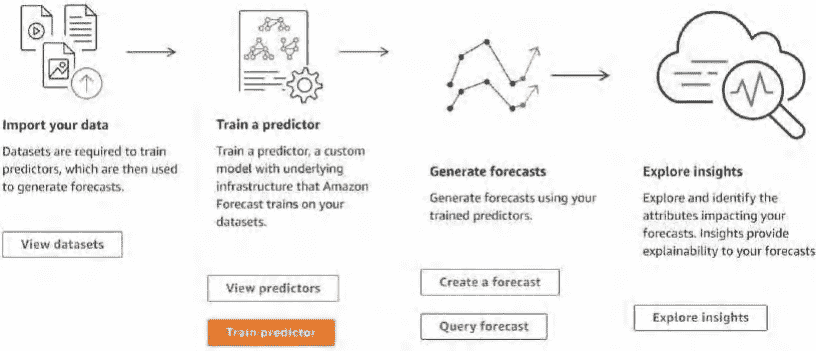 Import your data
Datasets are required to train
predictors, which are then used
to generate forecasts.
View datasets
Train a predictor
Train a predictor, a custom
model with underlying
infrastructure that Amazon
Forecast trains on your
datasets.
View predictors
Train predictor
Generate forecasts
Generate forecasts using your
trained predictors.
Create a forecast
Query forecast
Explore insights
Explore and identify the
attributes impacting your
forecasts. Insights provide
explainability to your forecasts
Explore insights